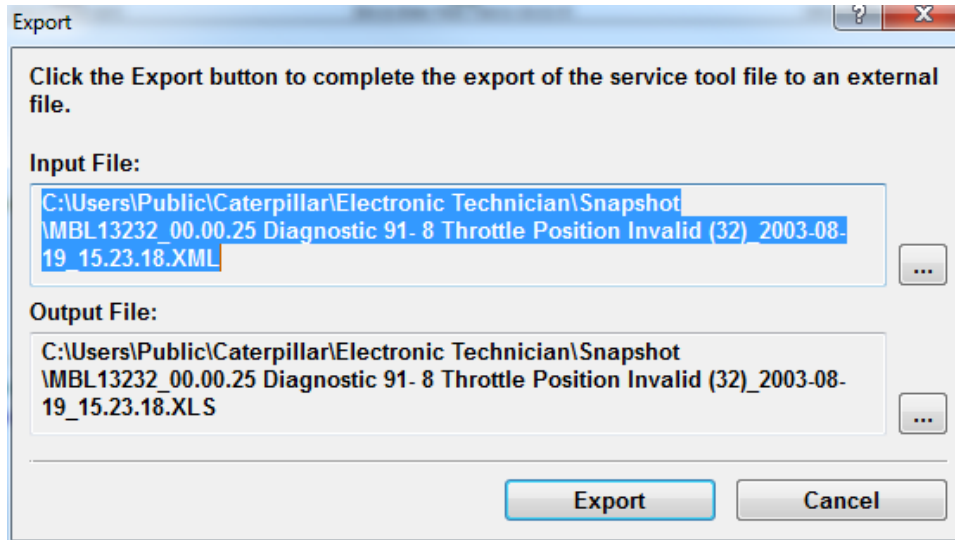 Export
Click the Export button to complete the export of the service tool file to an external
file.
Input File:
C:\Users\Public\Caterpillar\Electronic Technician\Snapshot
\MBL13232_00.00.25 Diagnostic 91- 8 Throttle Position Invalid (32)_2003-08-
19_15.23.18.XML
...
Output File:
C:\Users\Public\Caterpillar\Electronic Technician\Snapshot
\MBL13232_00.00.25 Diagnostic 91- 8 Throttle Position Invalid (32)_2003-08-
19_15.23.18.XLS
...
Export Cancel